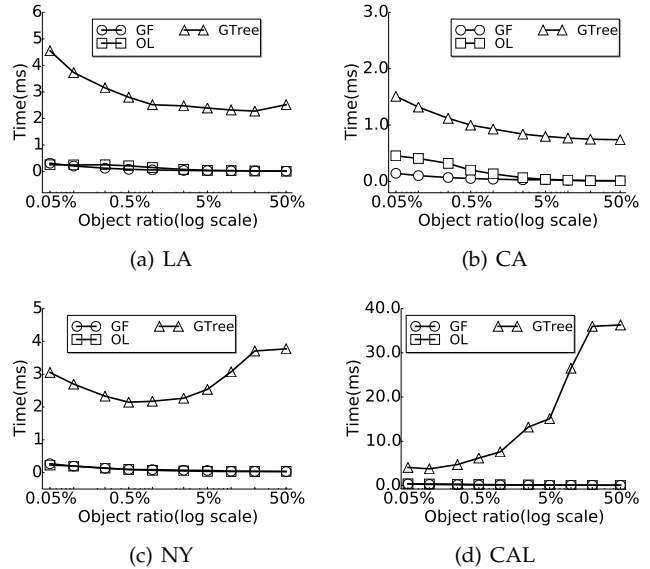 6
5
4
3
2
1
0
Time(ms)
GF
OL
GTree
0.05%
0.5%
5%
50%
Object ratio(log scale)
(a) LA
3.0
2.0
1.0
0.0
Time(ms)
GF
OL
GTree
0.05%
0.5%
5%
50%
Object ratio(log scale)
(b) CA
5
4
3
2
1
0
Time(ms)
GF
OL
GTree
0.05%
0.5%
5%
50%
Object ratio(log scale)
(c) NY
40.0
30.0
20.0
10.0
0.0
Time(ms)
GF
OL
GTree
0.05%
0.5%
5%
50%
Object ratio(log scale)
(d) CAL